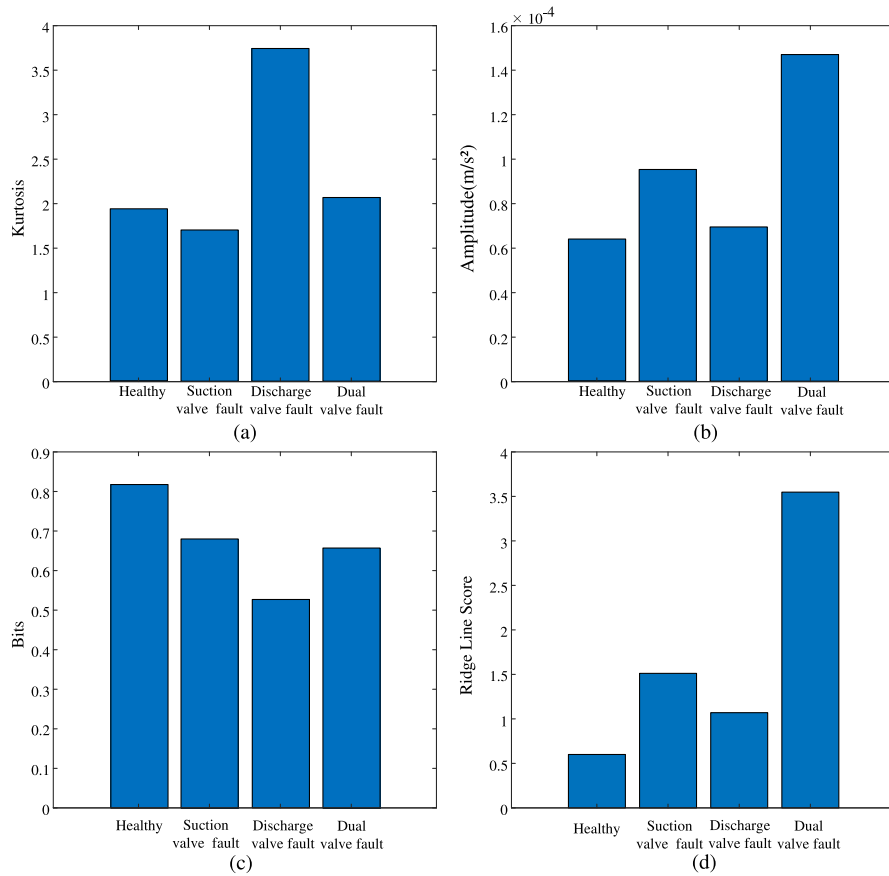 4
3.5
3
2.5
2
1.5
1
0.5
0
Kurtosis
Healthy Suction Discharge Dual
valve fault valve fault valve fault
(a)
1.6 × 10⁻⁴
1.4
1.2
1
0.8
0.6
0.4
0.2
0
Amplitude(m/s²)
Healthy Suction Discharge Dual
valve fault valve fault valve fault
(b)
0.9
0.8
0.7
0.6
0.5
0.4
0.3
0.2
0.1
0
Bits
Healthy Suction Discharge Dual
valve fault valve fault valve fault
(c)
4
3.5
3
2.5
2
1.5
1
0.5
0
Ridge Line Score
Healthy Suction Discharge Dual
valve fault valve fault valve fault
(d)